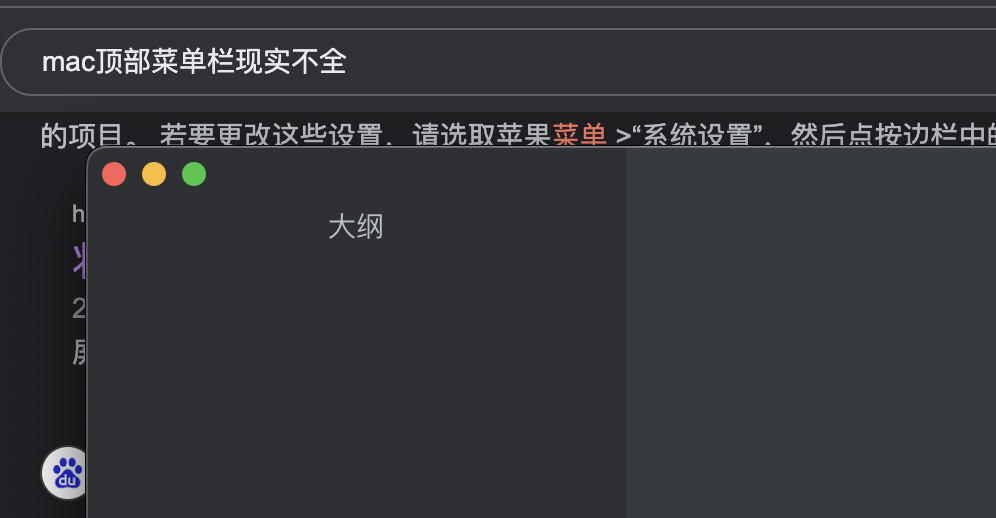 mac顶部菜单栏现实不全
的项目。 若要更改这些设置，请选取苹果菜单 >“系统设置”，然后点按边栏中的
h
大纲
2
du